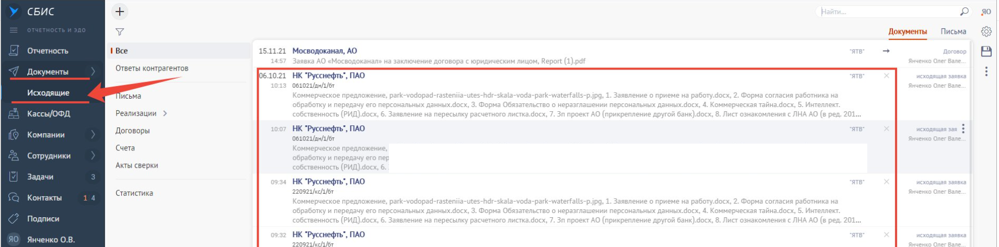 СБИС
ОТЧЕТНОСТЬ И ЭДО
Отчетность
Документы
Исходящие
Кассы/ОФД
Компании
Сотрудники
Задачи 3
Контакты 1 4
Подписи
ЯО Янченко О.В.
Все
Ответы контрагентов
Письма
Реализации
Договоры
Счета
Акты сверки
Статистика
Найти...
ЯО
Документы Письма
15.11.21 Мосводоканал, АО "ЯТВ" Договор
14:57 Заявка АО «Мосводоканал» на заключение договора с юридическим лицом, Report (1).pdf Янченко Олег Вале...
06.10.21 НК "Русснефть", ПАО "ЯТВ" исходящая заявка
10:13 061021/дн/1/бт Янченко Олег Вале...
Коммерческое предложение, park-vodopad-rasteniia-utes-hdr-skala-voda-park-waterfalls-p.jpg, 1. Заявление о приеме на работу.docx, 2. Форма согласия работника на
обработку и передачу его персональных данных.docx, 3. Форма Обязательство о неразглашении персональных данных.docx, 4. Коммерческая тайна.docx, 5. Интеллект.
собственность (РИД).docx, 6. Заявление на пересылку расчетного листка.docx, 7. Зп проект АО (прикрепление другой банк).docx, 8. Лист ознакомления с ЛНА АО (в ред. 201...
10:07 НК "Русснефть", ПАО "ЯТВ" исходящая зая
061021/дн/1/бт Янченко Олег Вале...
Коммерческое предложение,
обработку и передачу его пер
собственность (РИД).docx, 6.
09:34 НК "Русснефть", ПАО "ЯТВ" исходящая заявка
220921/кс/1/бт Янченко Олег Вале...
Коммерческое предложение, park-vodopad-rasteniia-utes-hdr-skala-voda-park-waterfalls-p.jpg, 1. Заявление о приеме на работу.docx, 2. Форма согласия работника на
обработку и передачу его персональных данных.docx, 3. Форма Обязательство о неразглашении персональных данных.docx, 4. Коммерческая тайна.docx, 5. Интеллект.
собственность (РИД).docx, 6. Заявление на пересылку расчетного листка.docx, 7. Зп проект АО (прикрепление другой банк).docx, 8. Лист ознакомления с ЛНА АО (в ред. 201...
09:32 НК "Русснефть", ПАО "ЯТВ" исходящая заявка
220921/кс/1/бт Янченко Олег Вале...